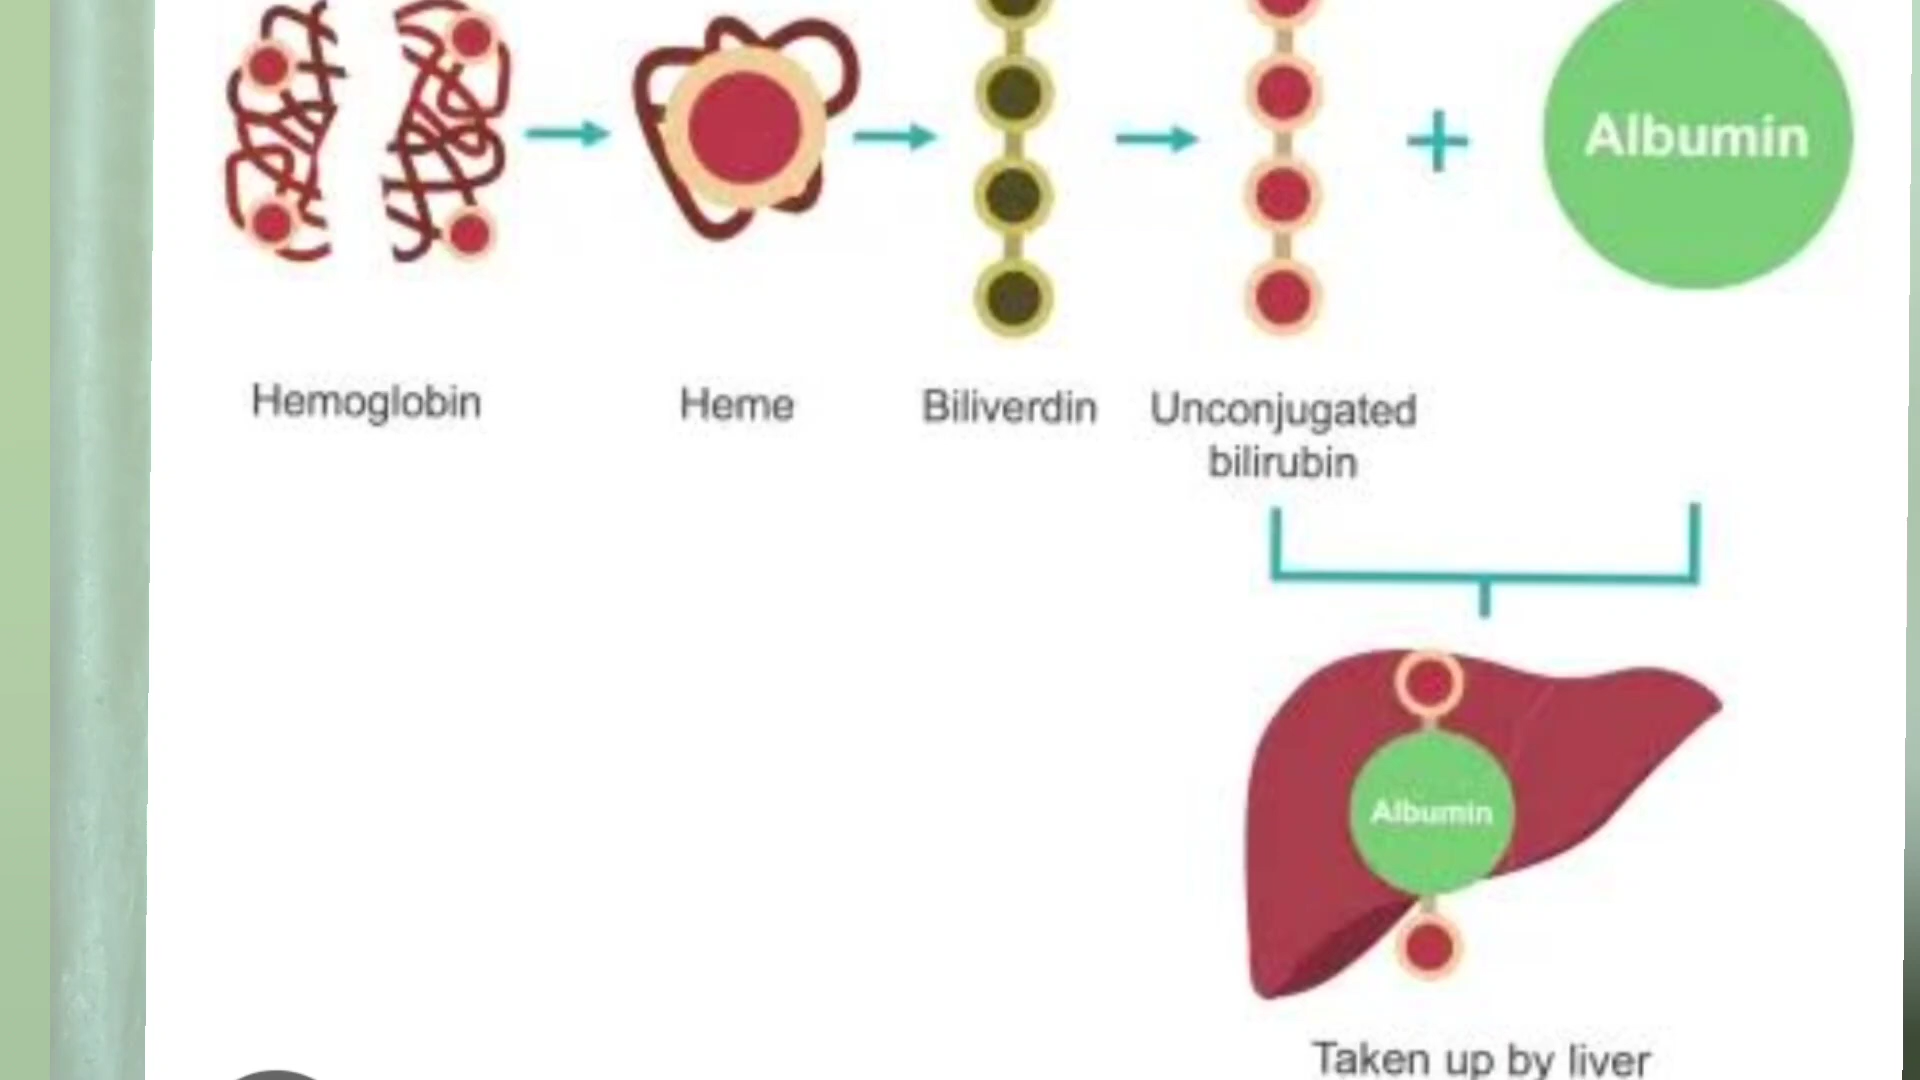 Albumin
Hemoglobin
Heme
Biliverdin
Unconjugated
bilirubin
Albumin
Taken up by liver